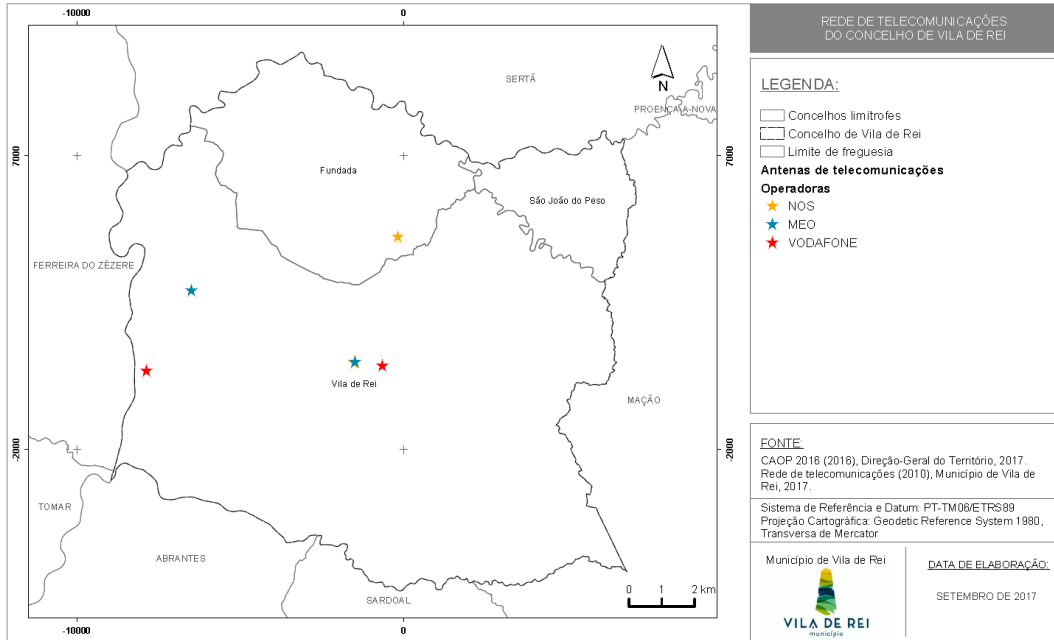 -10000
0
7000
7000
-2000
-2000
-10000
0
SERTÃ
N
PROENÇA-A-NOVA
Fundada
São João do Peso
FERREIRA DO ZÊZERE
Vila de Rei
MAÇÃO
TOMAR
ABRANTES
SARDOAL
0 1 2 km
REDE DE TELECOMUNICAÇÕES
DO CONCELHO DE VILA DE REI
LEGENDA:
Concelhos limítrofes
Concelho de Vila de Rei
Limite de freguesia
Antenas de telecomunicações
Operadoras
NOS
MEO
VODAFONE
FONTE:
CAOP 2016 (2016), Direção-Geral do Território, 2017.
Rede de telecomunicações (2010), Município de Vila de
Rei, 2017.
Sistema de Referência e Datum: PT-TM06/ETRS89
Projeção Cartográfica: Geodetic Reference System 1980,
Transversa de Mercator
Município de Vila de Rei
VILA DE REI
município
DATA DE ELABORAÇÃO:
SETEMBRO DE 2017